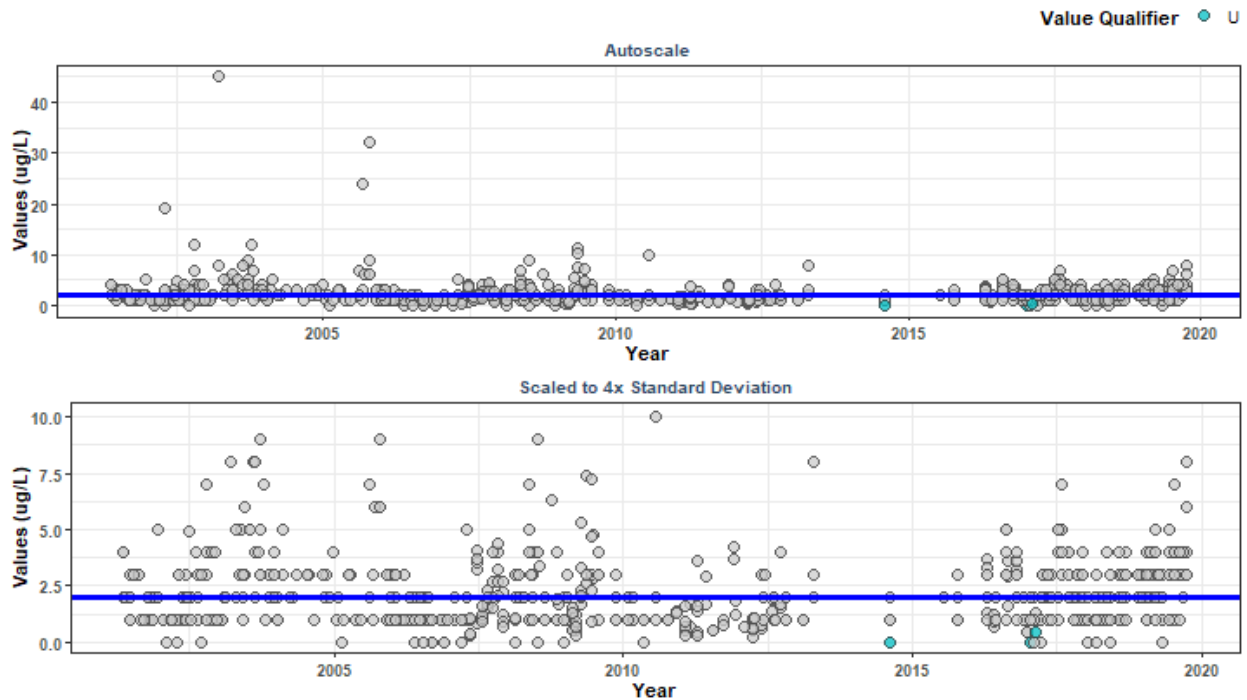 Value Qualifier U
Autoscale
Values (ug/L)
40
30
20
10
0
2005 2010 2015 2020
Year
Scaled to 4x Standard Deviation
Values (ug/L)
10.0
7.5
5.0
2.5
0.0
2005 2010 2015 2020
Year